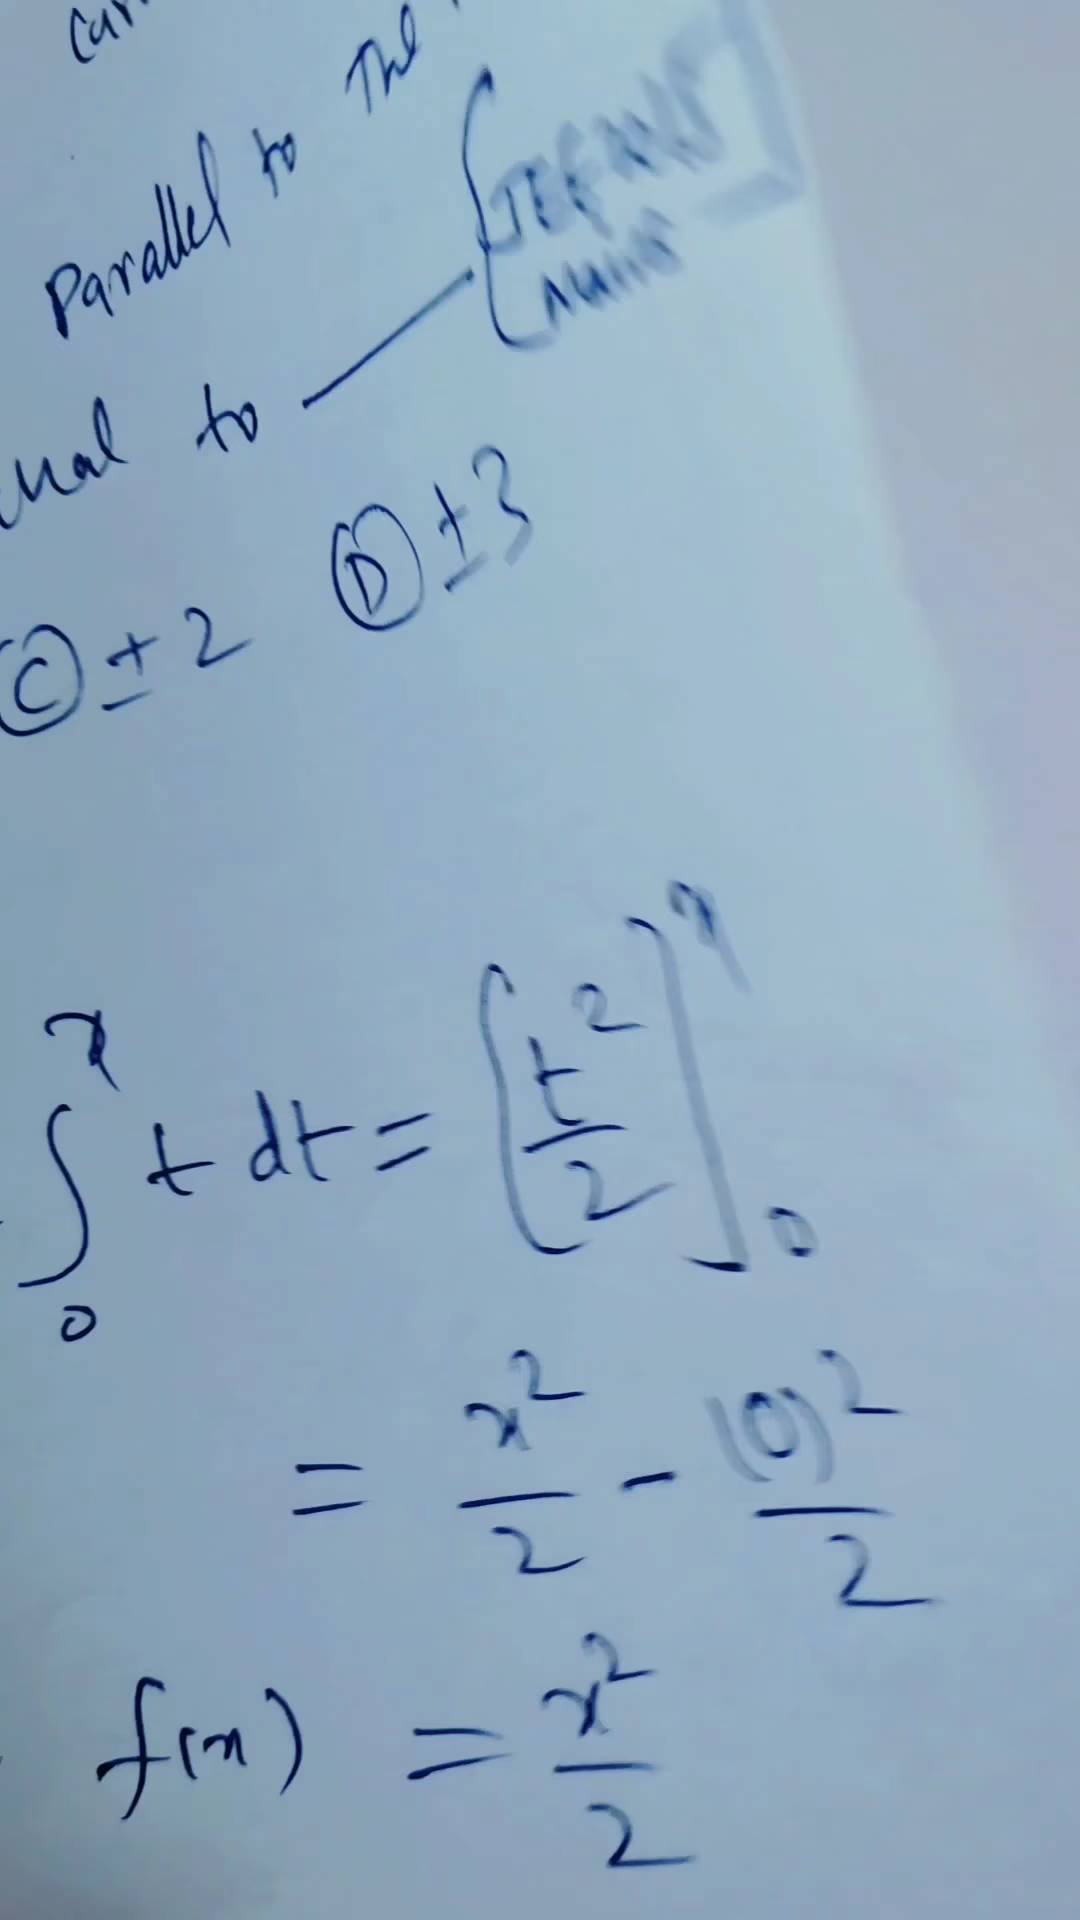 Parallel to The
ual to —
Ⓒ ± 2 Ⓓ ± 3
∫₀ˣ t dt = [t²/2]₀ˣ
= x²/2 - (0)²/2
f(x) = x²/2